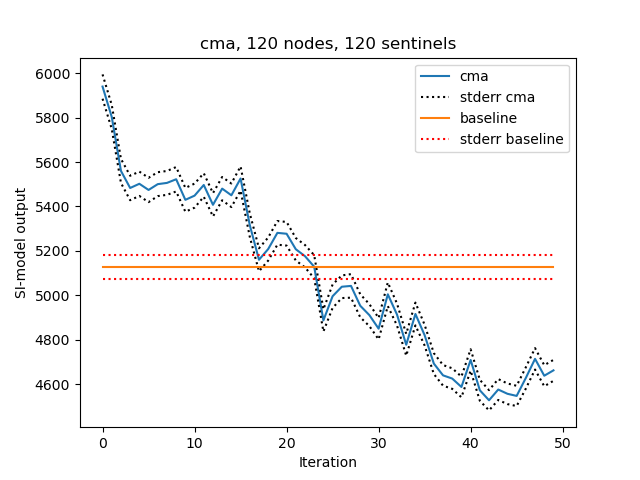 cma, 120 nodes, 120 sentinels
6000
5800
5600
5400
5200
5000
4800
4600
SI-model output
cma
stderr cma
baseline
stderr baseline
0 10 20 30 40 50
Iteration